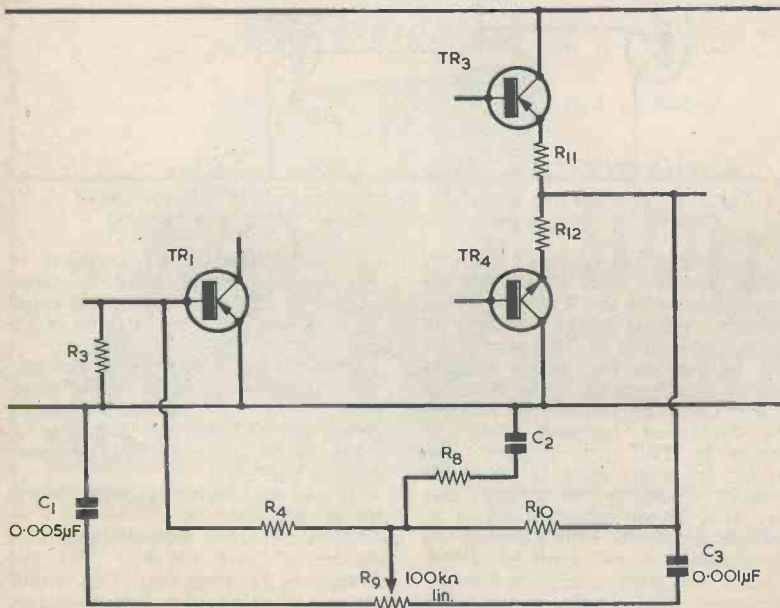 TR3
R11
R12
TR1
TR4
R3
C2
R8
C1
0·005µF
R4
R10
C3
0·001µF
R9
100kΩ
lin.